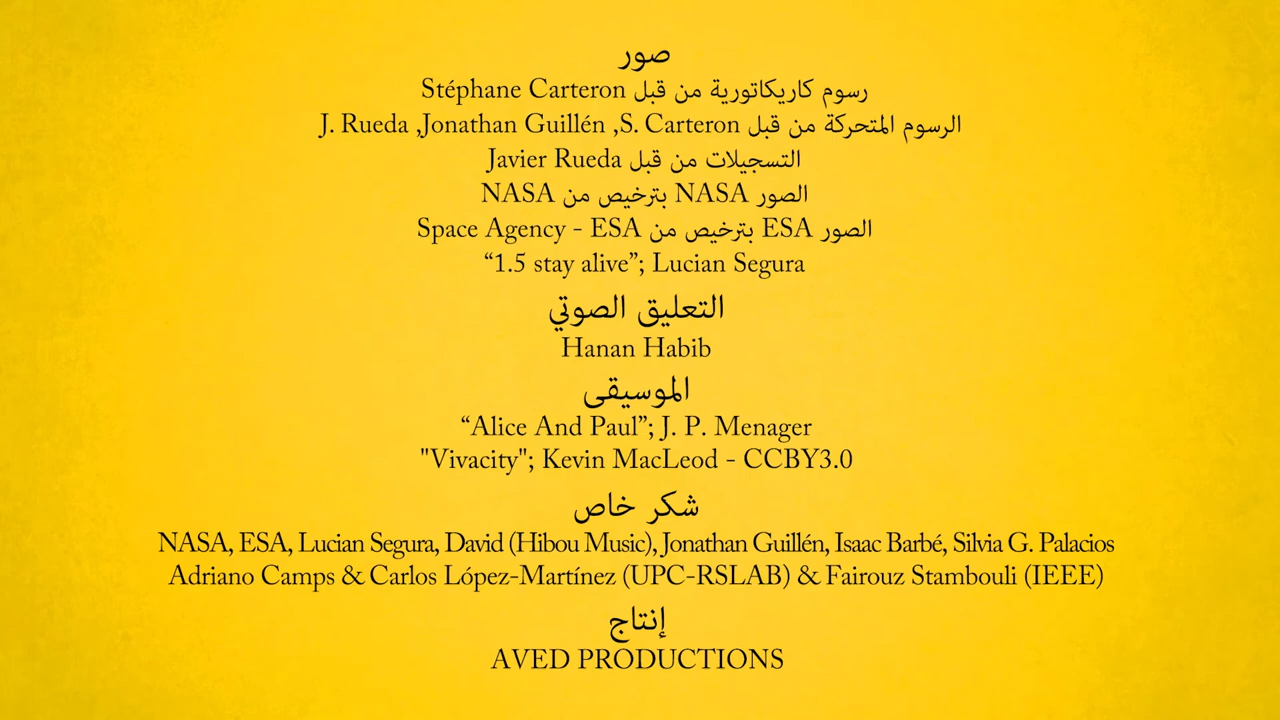 صور
رسوم كاريكاتورية من قبل Stéphane Carteron
الرسوم المتحركة من قبل J. Rueda ,Jonathan Guillén ,S. Carteron
التسجيلات من قبل Javier Rueda
الصور NASA بترخيص من NASA
الصور ESA بترخيص من Space Agency - ESA
“1.5 stay alive”; Lucian Segura
التعليق الصوتي
Hanan Habib
الموسيقى
“Alice And Paul”; J. P. Menager
"Vivacity"; Kevin MacLeod - CCBY3.0
شكر خاص
NASA, ESA, Lucian Segura, David (Hibou Music), Jonathan Guillén, Isaac Barbé, Silvia G. Palacios
Adriano Camps & Carlos López-Martínez (UPC-RSLAB) & Fairouz Stambouli (IEEE)
إنتاج
AVED PRODUCTIONS